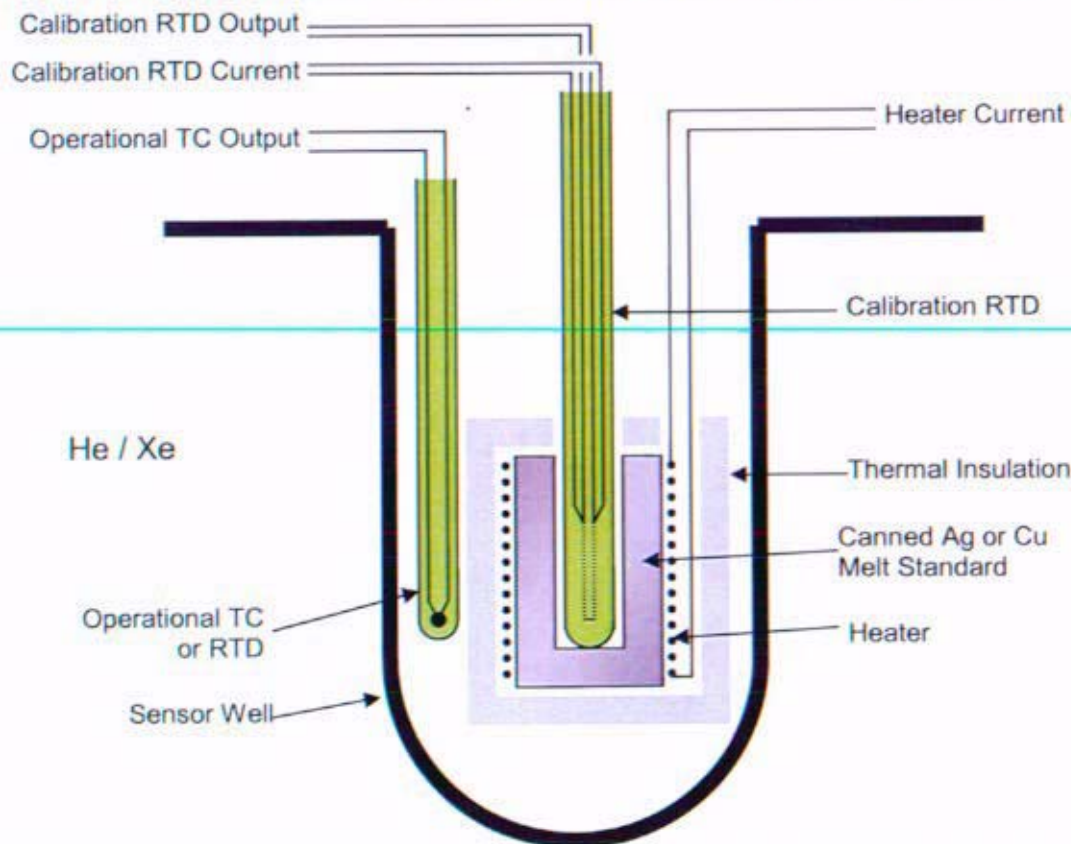 Calibration RTD Output
Calibration RTD Current
Operational TC Output
Heater Current
Calibration RTD
He / Xe
Thermal Insulation
Canned Ag or Cu
Melt Standard
Operational TC
or RTD
Heater
Sensor Well